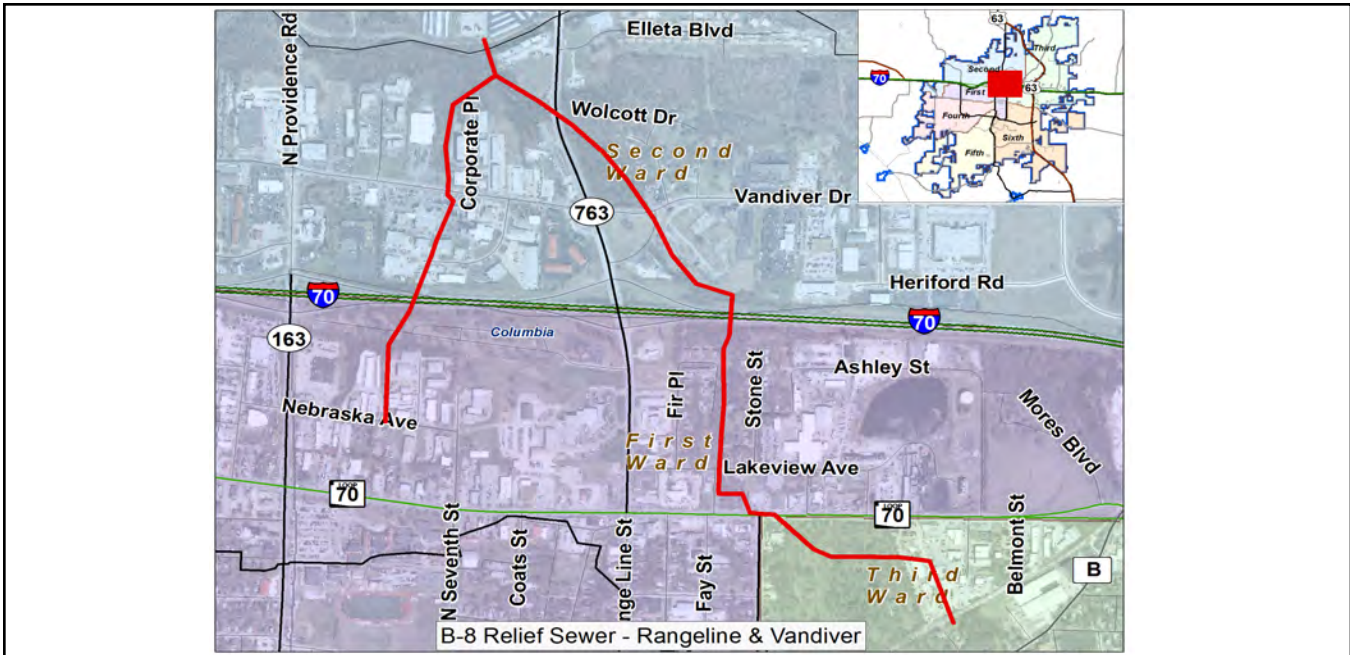 Elleta Blvd
N Providence Rd
Corporate Pl
Wolcott Dr
Second
Ward
Vandiver Dr
763
Heriford Rd
70
70
Columbia
163
Ashley St
Fir Pl
Stone St
Mores Blvd
Nebraska Ave
First
Ward
Lakeview Ave
LOOP
70
LOOP
70
N Seventh St
Coats St
nge Line St
Fay St
Belmont St
B
Third
Ward
B-8 Relief Sewer - Rangeline & Vandiver
63
Third
Second
70
First
63
Fourth
Sixth
Fifth